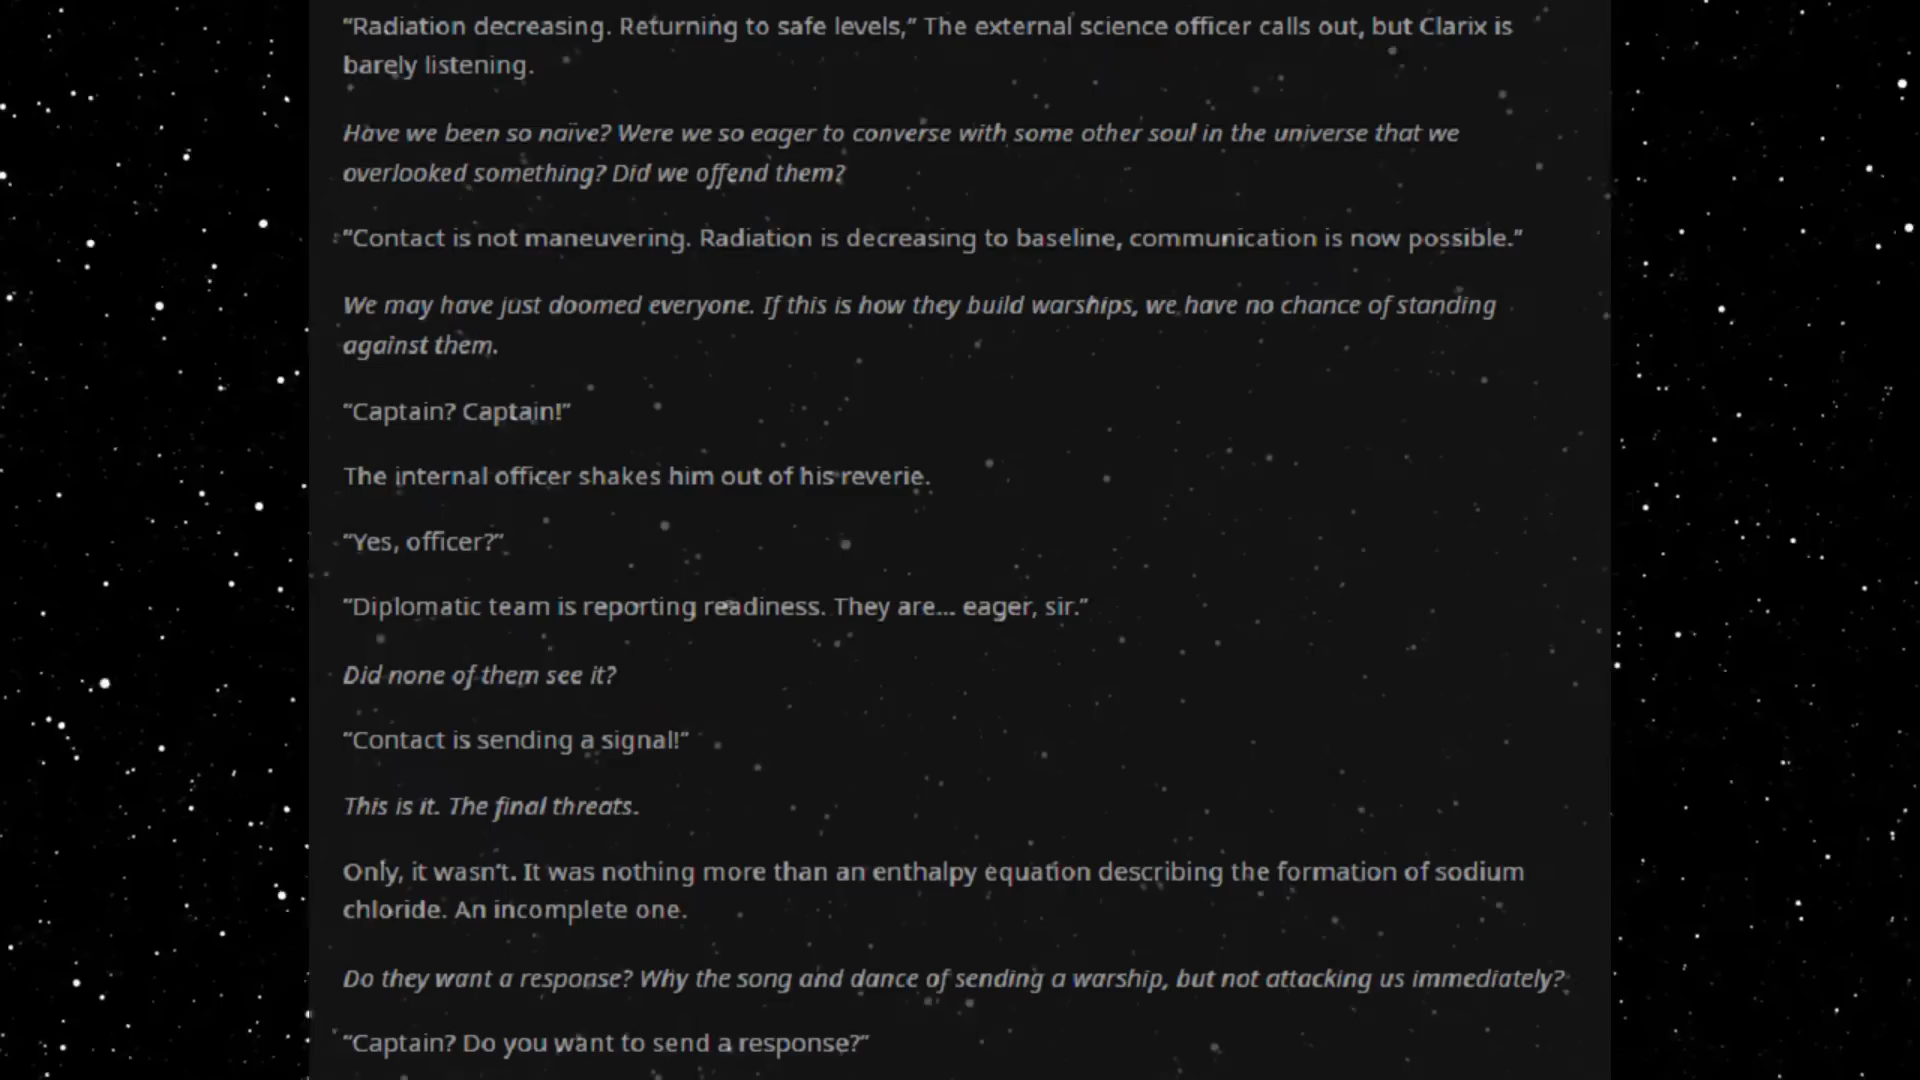 “Radiation decreasing. Returning to safe levels,” The external science officer calls out, but Clarix is
barely listening.
Have we been so naïve? Were we so eager to converse with some other soul in the universe that we
overlooked something? Did we offend them?
“Contact is not maneuvering. Radiation is decreasing to baseline, communication is now possible.”
We may have just doomed everyone. If this is how they build warships, we have no chance of standing
against them.
“Captain? Captain!”
The internal officer shakes him out of his reverie.
“Yes, officer?”
“Diplomatic team is reporting readiness. They are... eager, sir.”
Did none of them see it?
“Contact is sending a signal!”
This is it. The final threats.
Only, it wasn’t. It was nothing more than an enthalpy equation describing the formation of sodium
chloride. An incomplete one.
Do they want a response? Why the song and dance of sending a warship, but not attacking us immediately?
“Captain? Do you want to send a response?”